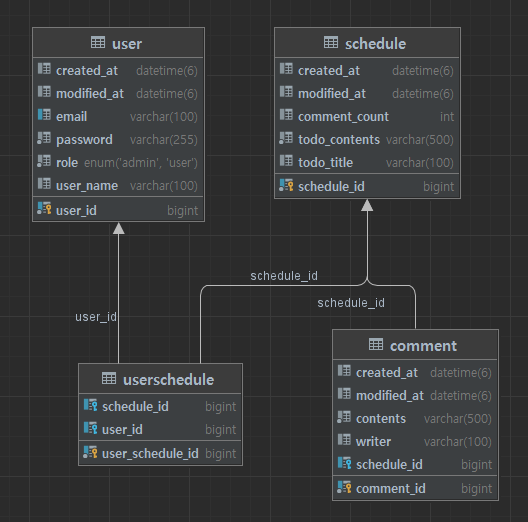 user
created_at datetime(6)
modified_at datetime(6)
email varchar(100)
password varchar(255)
role enum('admin', 'user')
user_name varchar(100)
user_id bigint
schedule
created_at datetime(6)
modified_at datetime(6)
comment_count int
todo_contents varchar(500)
todo_title varchar(100)
schedule_id bigint
schedule_id
schedule_id
user_id
userschedule
schedule_id bigint
user_id bigint
user_schedule_id bigint
comment
created_at datetime(6)
modified_at datetime(6)
contents varchar(500)
writer varchar(100)
schedule_id bigint
comment_id bigint